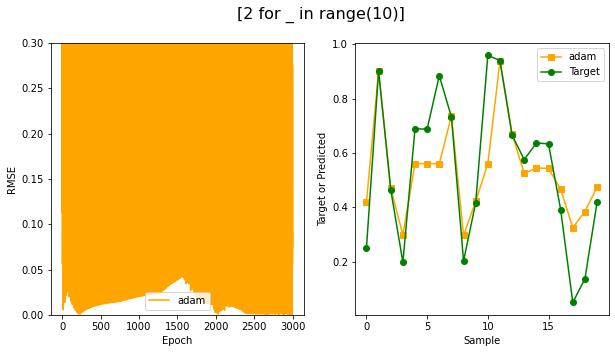 [2 for _ in range(10)]
0.30
0.25
0.20
0.15
0.10
0.05
0.00
RMSE
0
500
1000
1500
2000
2500
3000
Epoch
adam
1.0
0.8
0.6
0.4
0.2
Target or Predicted
0
5
10
15
Sample
adam
Target